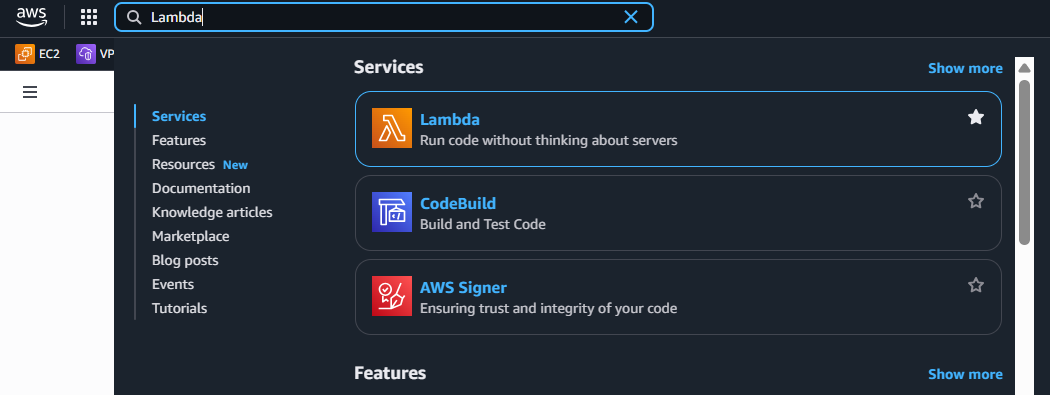 aws
Lambda
EC2
VP
Services
Show more
Services
Features
Resources New
Documentation
Knowledge articles
Marketplace
Blog posts
Events
Tutorials
Lambda
Run code without thinking about servers
CodeBuild
Build and Test Code
AWS Signer
Ensuring trust and integrity of your code
Features
Show more